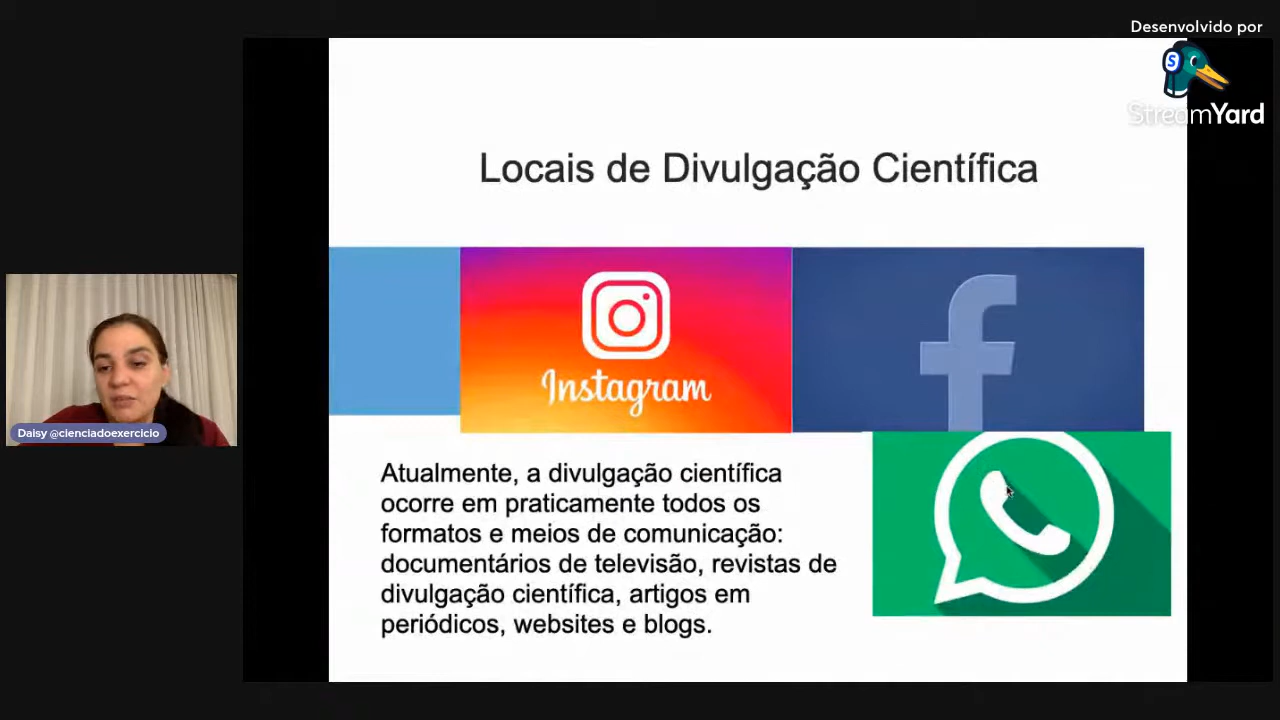 Desenvolvido por
StreamYard
Locais de Divulgação Científica
Instagram
Atualmente, a divulgação científica
ocorre em praticamente todos os
formatos e meios de comunicação:
documentários de televisão, revistas de
divulgação científica, artigos em
periódicos, websites e blogs.
Daisy @cienciadoexercicio